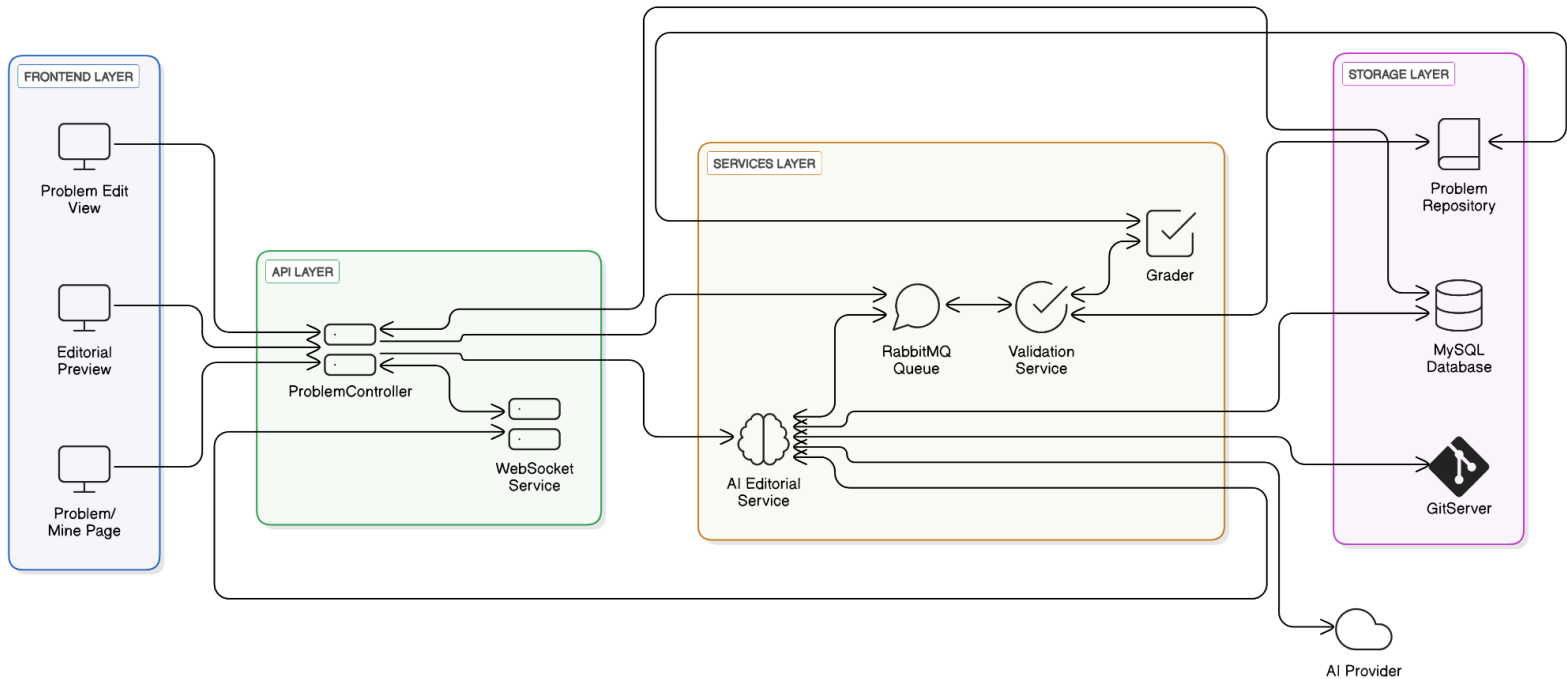 FRONTEND LAYER
Problem Edit
View
Editorial
Preview
Problem/
Mine Page
API LAYER
ProblemController
WebSocket
Service
SERVICES LAYER
Grader
RabbitMQ
Queue
Validation
Service
AI Editorial
Service
STORAGE LAYER
Problem
Repository
MySQL
Database
GitServer
AI Provider